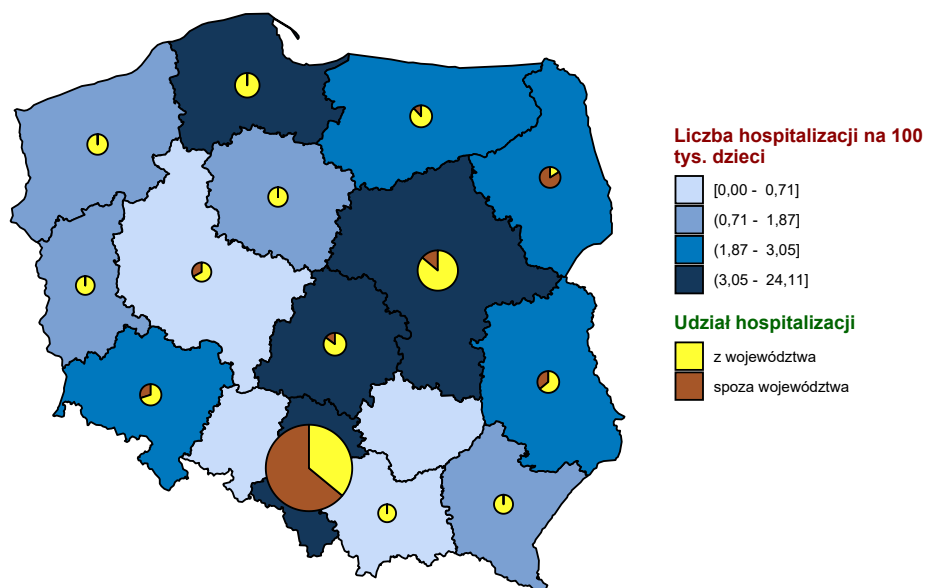 Liczba hospitalizacji na 100
tys. dzieci
[0,00 - 0,71]
(0,71 - 1,87]
(1,87 - 3,05]
(3,05 - 24,11]
Udział hospitalizacji
z województwa
spoza województwa